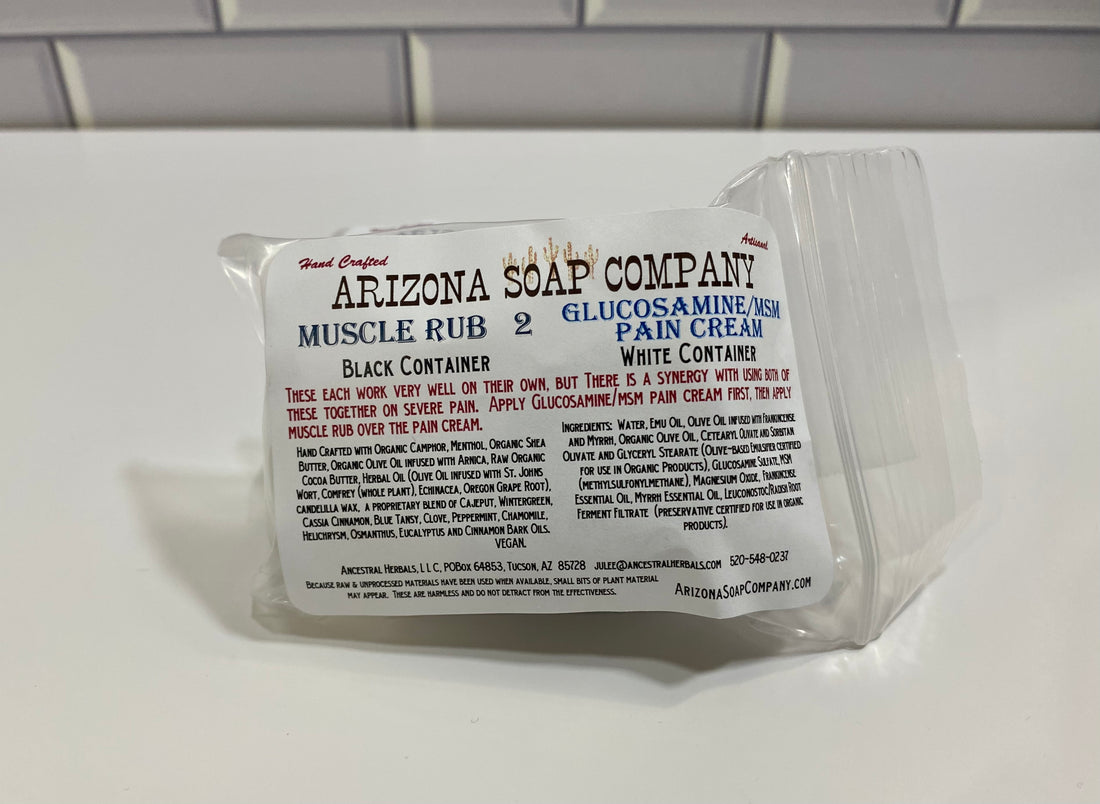 Hand Crafted
Artisanal
ARIZONA SOAP COMPANY
MUSCLE RUB 2
GLUCOSAMINE/MSM
PAIN CREAM
BLACK CONTAINER
WHITE CONTAINER
THESE EACH WORK VERY WELL ON THEIR OWN, BUT THERE IS A SYNERGY WITH USING BOTH OF
THESE TOGETHER ON SEVERE PAIN. APPLY GLUCOSAMINE/MSM PAIN CREAM FIRST, THEN APPLY
MUSCLE RUB OVER THE PAIN CREAM.
HAND CRAFTED WITH ORGANIC CAMPHOR, MENTHOL, ORGANIC SHEA
BUTTER, ORGANIC OLIVE OIL INFUSED WITH ARNICA, RAW ORGANIC
COCOA BUTTER, HERBAL OIL (OLIVE OIL INFUSED WITH ST. JOHNS
WORT, COMFREY (WHOLE PLANT), ECHINACEA, OREGON GRAPE ROOT),
CANDELILLA WAX, A PROPRIETARY BLEND OF CAJEPUT, WINTERGREEN,
CASSIA CINNAMON, BLUE TANSY, CLOVE, PEPPERMINT, CHAMOMILE,
HELICHRYSM, OSMANTHUS, EUCALYPTUS AND CINNAMON BARK OILS.
VEGAN.
INGREDIENTS: WATER, EMU OIL, OLIVE OIL INFUSED WITH FRANKINCENSE
AND MYRRH, ORGANIC OLIVE OIL, CETEARYL OLIVATE AND SORBITAN
OLIVATE AND GLYCERYL STEARATE (OLIVE-BASED EMULSIFER CERTIFIED
FOR USE IN ORGANIC PRODUCTS), GLUCOSAMINE SULFATE, MSM
(METHYLSULFONYLMETHANE), MAGNESIUM OXIDE, FRANKINCENSE
ESSENTIAL OIL, MYRRH ESSENTIAL OIL, LEUCONOSTOC/RADISH ROOT
FERMENT FILTRATE (PRESERVATIVE CERTIFIED FOR USE IN ORGANIC
PRODUCTS).
ANCESTRAL HERBALS, L L C, POBOX 64853, TUCSON, AZ 85728 JULEE@ANCESTRALHERBALS.COM 520-548-0237
BECAUSE RAW & UNPROCESSED MATERIALS HAVE BEEN USED WHEN AVAILABLE, SMALL BITS OF PLANT MATERIAL
MAY APPEAR. THESE ARE HARMLESS AND DO NOT DETRACT FROM THE EFFECTIVENESS.
ARIZONASOAPCOMPANY.COM